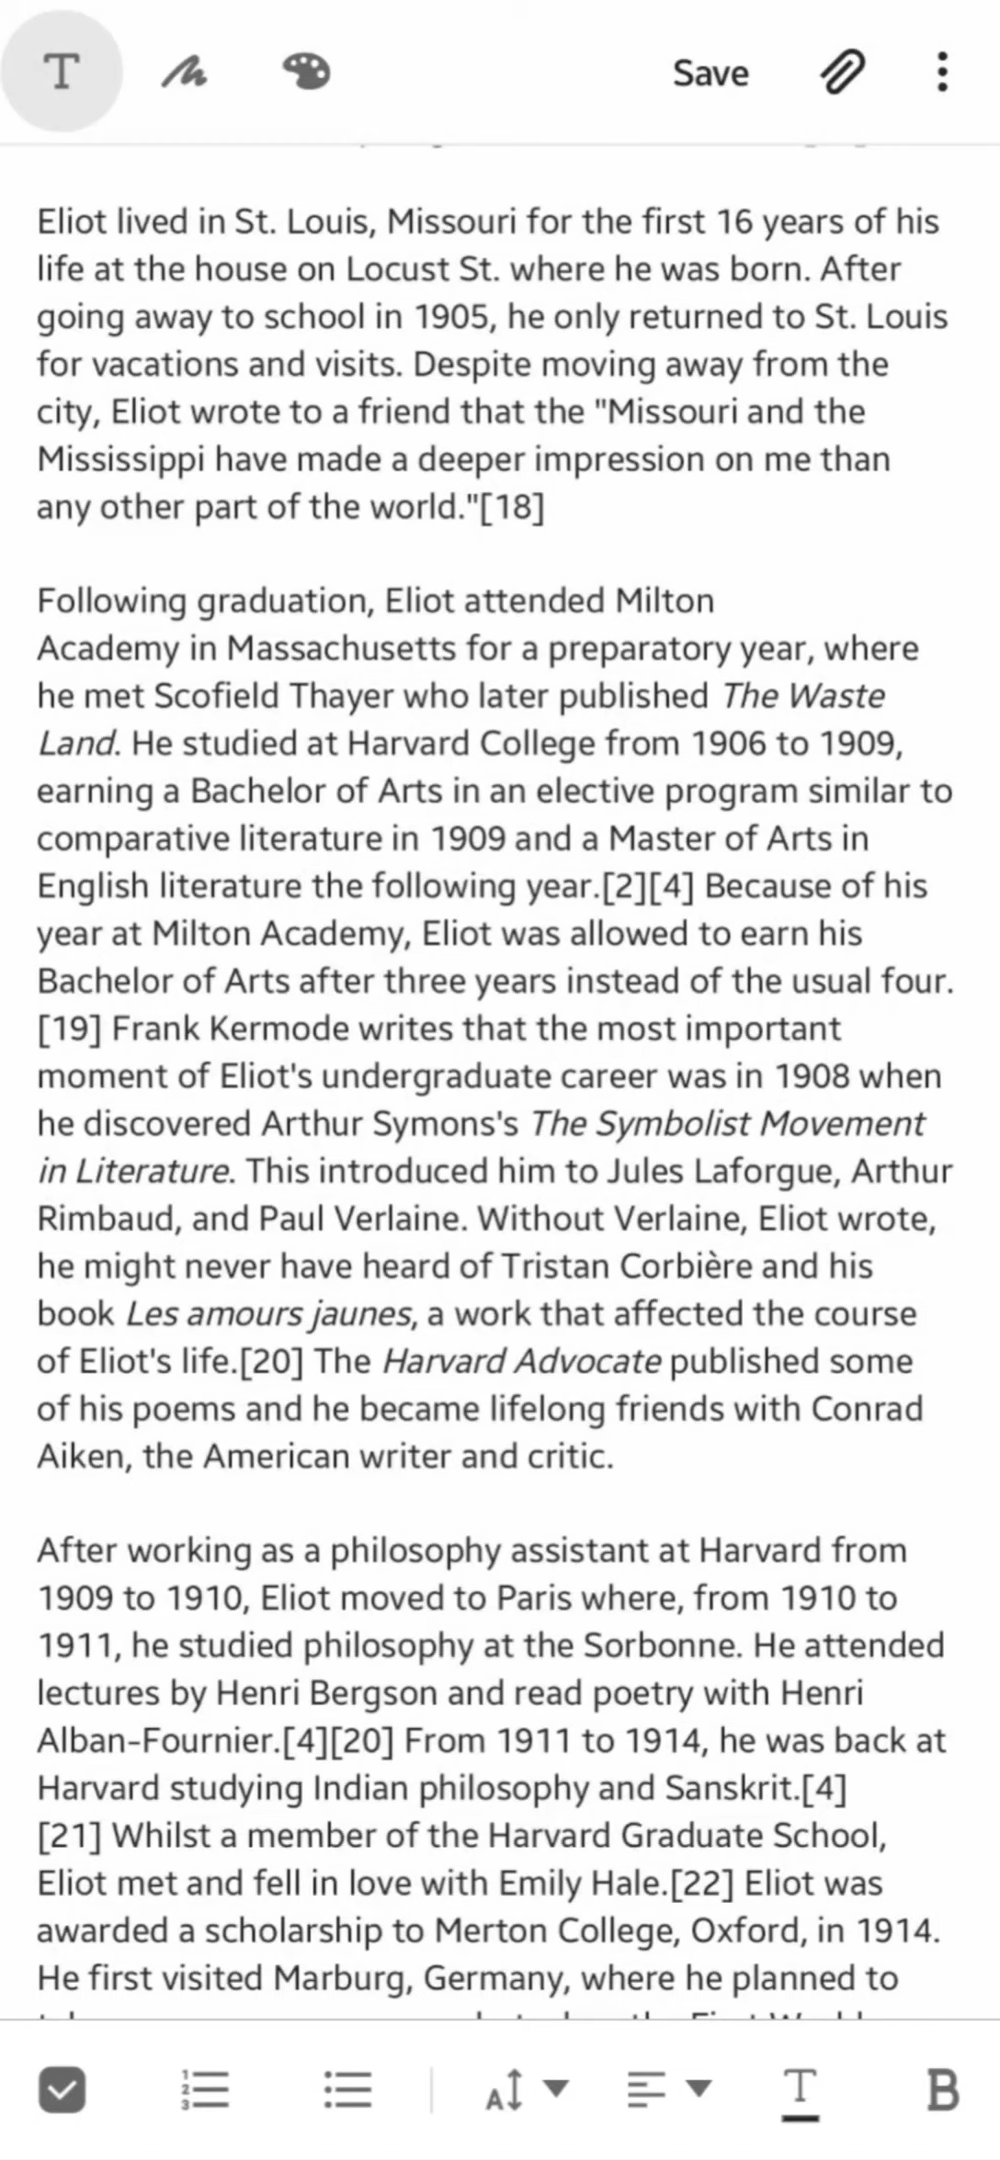 T
Save
Eliot lived in St. Louis, Missouri for the first 16 years of his
life at the house on Locust St. where he was born. After
going away to school in 1905, he only returned to St. Louis
for vacations and visits. Despite moving away from the
city, Eliot wrote to a friend that the "Missouri and the
Mississippi have made a deeper impression on me than
any other part of the world."[18]
Following graduation, Eliot attended Milton
Academy in Massachusetts for a preparatory year, where
he met Scofield Thayer who later published The Waste
Land. He studied at Harvard College from 1906 to 1909,
earning a Bachelor of Arts in an elective program similar to
comparative literature in 1909 and a Master of Arts in
English literature the following year.[2][4] Because of his
year at Milton Academy, Eliot was allowed to earn his
Bachelor of Arts after three years instead of the usual four.
[19] Frank Kermode writes that the most important
moment of Eliot's undergraduate career was in 1908 when
he discovered Arthur Symons's The Symbolist Movement
in Literature. This introduced him to Jules Laforgue, Arthur
Rimbaud, and Paul Verlaine. Without Verlaine, Eliot wrote,
he might never have heard of Tristan Corbière and his
book Les amours jaunes, a work that affected the course
of Eliot's life.[20] The Harvard Advocate published some
of his poems and he became lifelong friends with Conrad
Aiken, the American writer and critic.
After working as a philosophy assistant at Harvard from
1909 to 1910, Eliot moved to Paris where, from 1910 to
1911, he studied philosophy at the Sorbonne. He attended
lectures by Henri Bergson and read poetry with Henri
Alban-Fournier.[4][20] From 1911 to 1914, he was back at
Harvard studying Indian philosophy and Sanskrit.[4]
[21] Whilst a member of the Harvard Graduate School,
Eliot met and fell in love with Emily Hale.[22] Eliot was
awarded a scholarship to Merton College, Oxford, in 1914.
He first visited Marburg, Germany, where he planned to
A T B